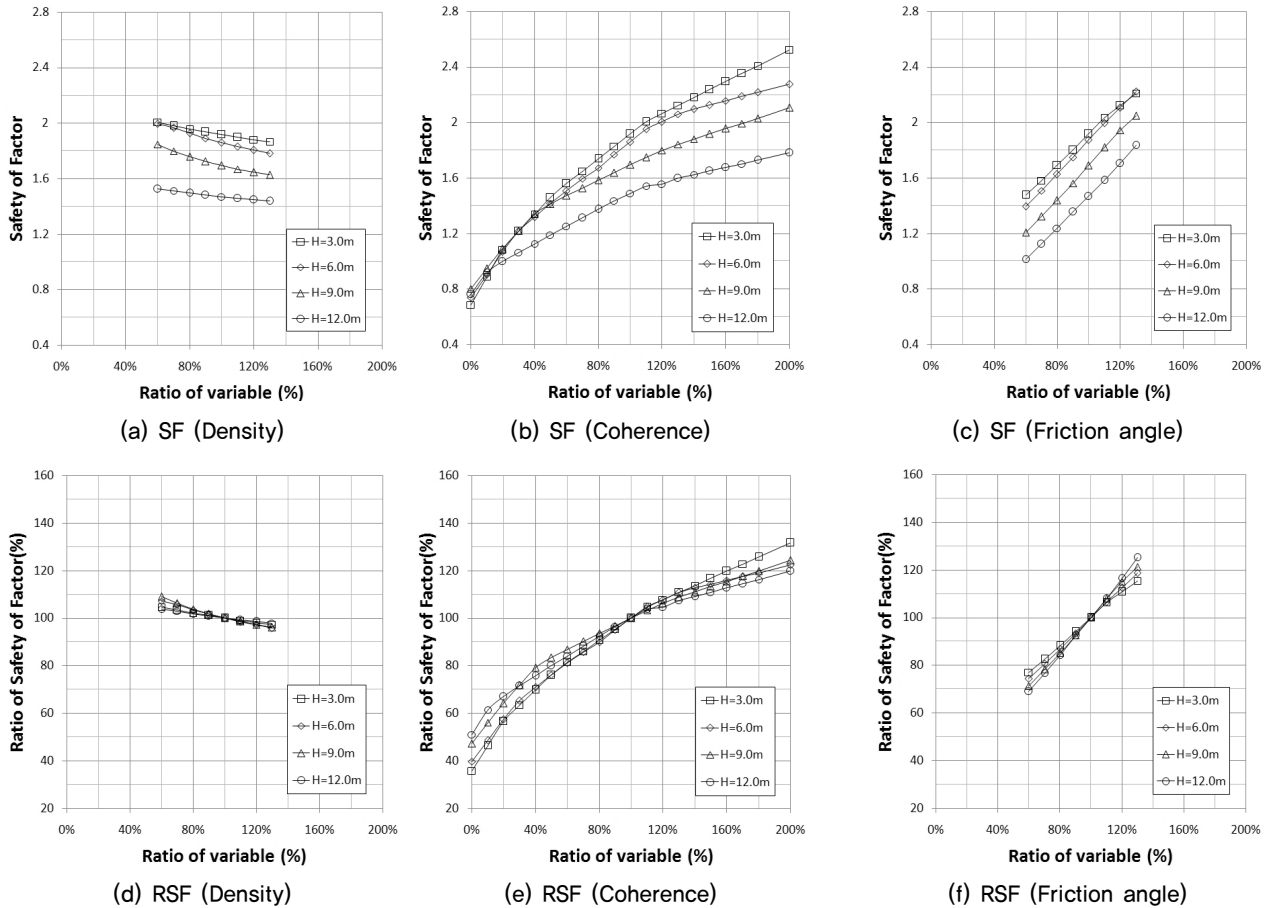 2.8
2.4
2
1.6
1.2
0.8
0.4
Safety of Factor
0% 40% 80% 120% 160% 200%
Ratio of variable (%)
H=3.0m
H=6.0m
H=9.0m
H=12.0m
(a) SF (Density)
2.8
2.4
2
1.6
1.2
0.8
0.4
Safety of Factor
0% 40% 80% 120% 160% 200%
Ratio of variable (%)
H=3.0m
H=6.0m
H=9.0m
H=12.0m
(b) SF (Coherence)
2.8
2.4
2
1.6
1.2
0.8
0.4
Safety of Factor
0% 40% 80% 120% 160% 200%
Ratio of variable (%)
H=3.0m
H=6.0m
H=9.0m
H=12.0m
(c) SF (Friction angle)
160
140
120
100
80
60
40
20
Ratio of Safety of Factor(%)
0% 40% 80% 120% 160% 200%
Ratio of variable (%)
H=3.0m
H=6.0m
H=9.0m
H=12.0m
(d) RSF (Density)
160
140
120
100
80
60
40
20
Ratio of Safety of Factor(%)
0% 40% 80% 120% 160% 200%
Ratio of variable (%)
H=3.0m
H=6.0m
H=9.0m
H=12.0m
(e) RSF (Coherence)
160
140
120
100
80
60
40
20
Ratio of Safety of Factor(%)
0% 40% 80% 120% 160% 200%
Ratio of variable (%)
H=3.0m
H=6.0m
H=9.0m
H=12.0m
(f) RSF (Friction angle)